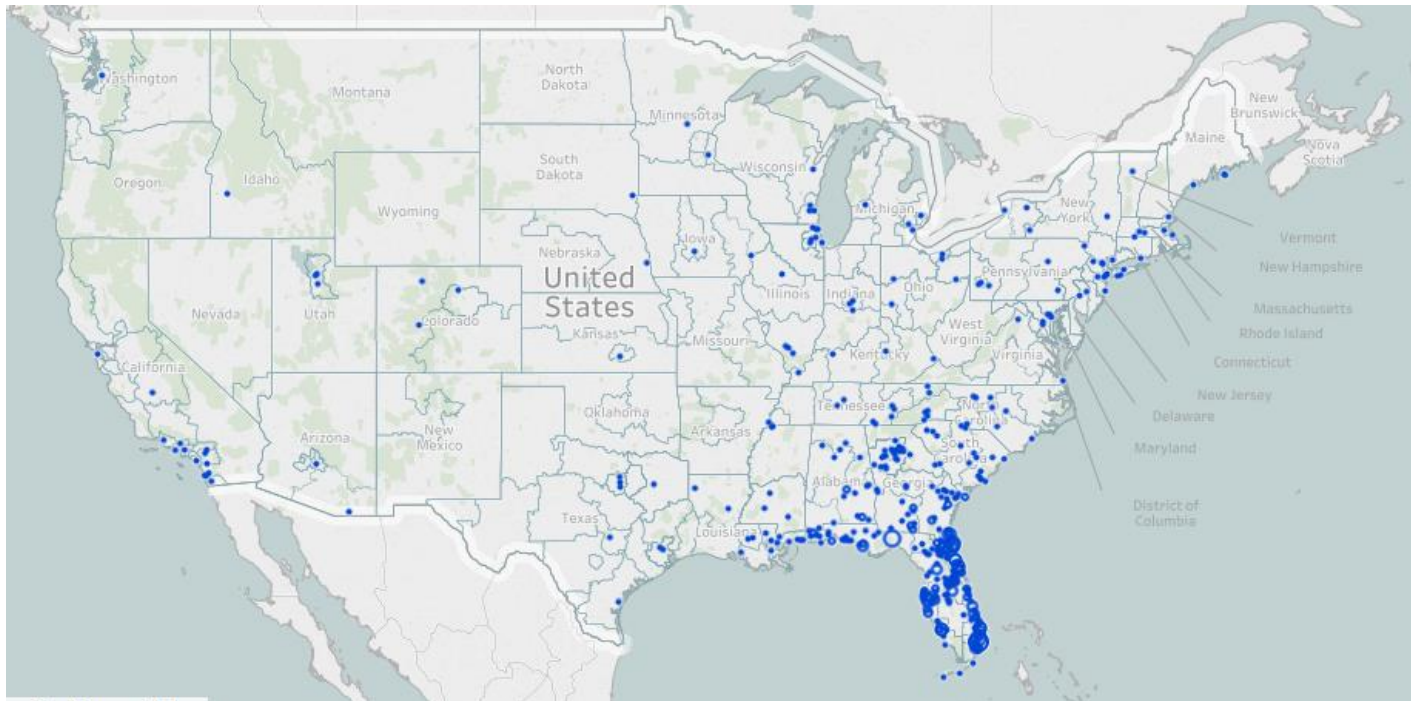 New
Brunswick
Maine
Nova
Scotia
Washington
Montana
North
Dakota
Minnesota
Oregon
Idaho
South
Dakota
Wisconsin
Michigan
New
York
Wyoming
Vermont
New Hampshire
Iowa
Nebraska
Pennsylvania
United
States
Massachusetts
Nevada
Utah
Colorado
Kansas
Illinois
Indiana
Ohio
Rhode Island
Missouri
West
Virginia
Virginia
Connecticut
California
Kentucky
New Jersey
Oklahoma
Tennessee
North
Carolina
Delaware
Arizona
New
Mexico
Arkansas
South
Carolina
Maryland
Alabama
Georgia
Texas
Louisiana
District of
Columbia